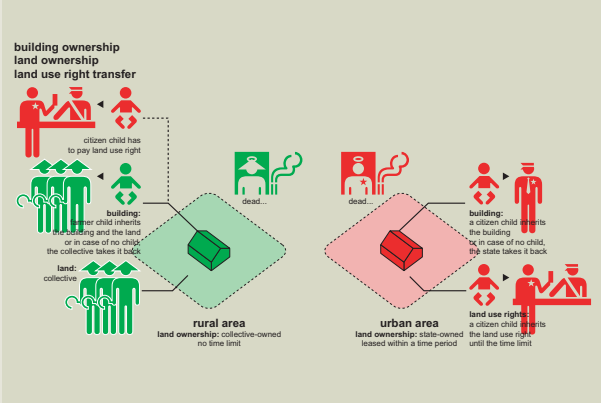 building ownership
land ownership
land use right transfer
citizen child has
to pay land use right
building:
farmer child inherits
the building and the land
or in case of no child,
the collective takes it back
land:
collective
dead...
rural area
land ownership: collective-owned
no time limit
dead...
urban area
land ownership: state-owned
leased within a time period
building:
a citizen child inherits
the building
or in case of no child,
the state takes it back
land use rights:
a citizen child inherits
the land use right
until the time limit